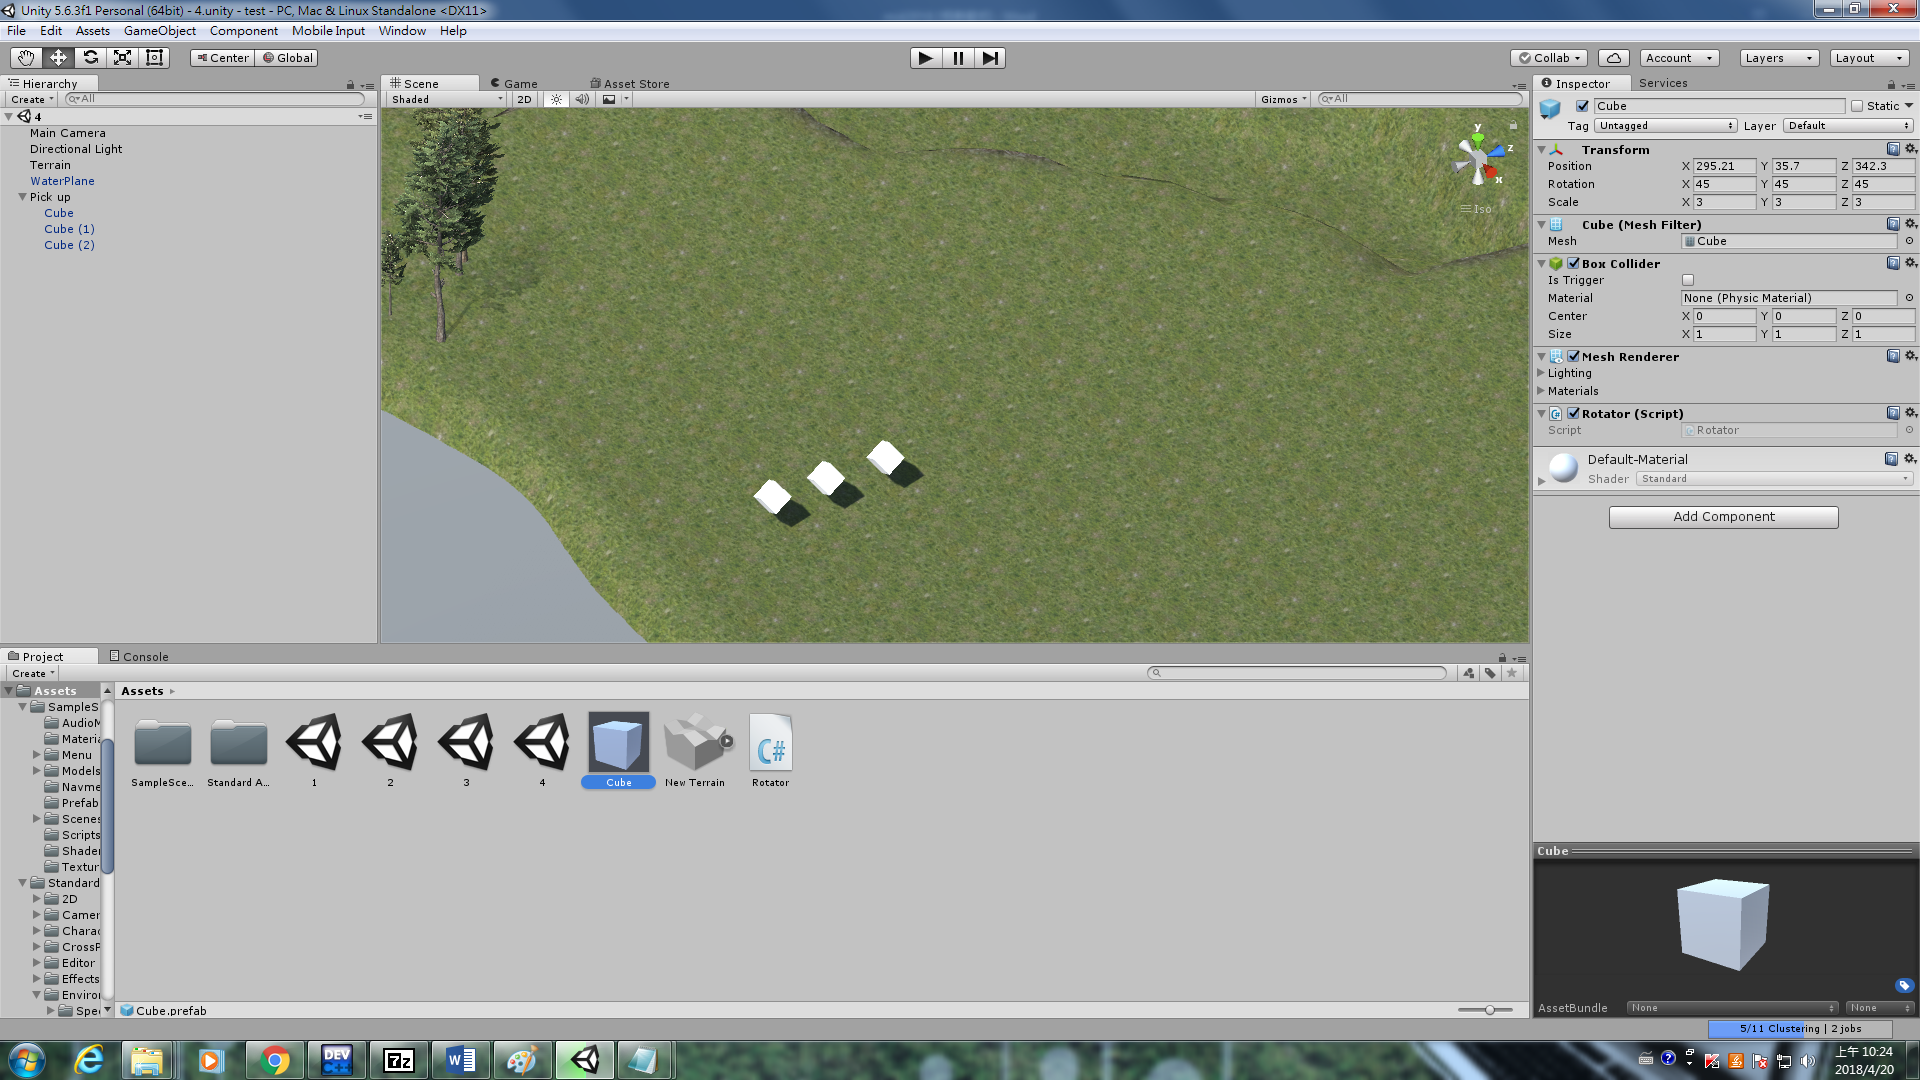 Unity 5.6.3f1 Personal (64bit) - 4.unity - test - PC, Mac & Linux Standalone <DX11>
File Edit Assets GameObject Component Mobile Input Window Help
Center Global Collab Account Layers Layout
Hierarchy
Create All
4
Main Camera
Directional Light
Terrain
WaterPlane
Pick up
Cube
Cube (1)
Cube (2)
Scene Game Asset Store
Shaded 2D Gizmos All
y
z
x
Iso
Inspector Services
Cube Static
Tag Untagged Layer Default
Transform
Position X 295.21 Y 35.7 Z 342.3
Rotation X 45 Y 45 Z 45
Scale X 3 Y 3 Z 3
Cube (Mesh Filter)
Mesh Cube
Box Collider
Is Trigger
Material None (Physic Material)
Center X 0 Y 0 Z 0
Size X 1 Y 1 Z 1
Mesh Renderer
Lighting
Materials
Rotator (Script)
Script Rotator
Default-Material
Shader Standard
Add Component
Project Console
Create
Assets
SampleS
AudioM
Materia
Menu
Models
Navme
Prefab
Scenes
Scripts
Shader
Textur
Standard
2D
Camer
Charac
CrossP
Editor
Effects
Enviro
Spee
Assets
SampleSce... Standard A... 1 2 3 4 Cube New Terrain Rotator
C#
Cube.prefab
Cube
AssetBundle None None
5/11 Clustering | 2 jobs
DEV C++
7z
W
上午 10:24
2018/4/20